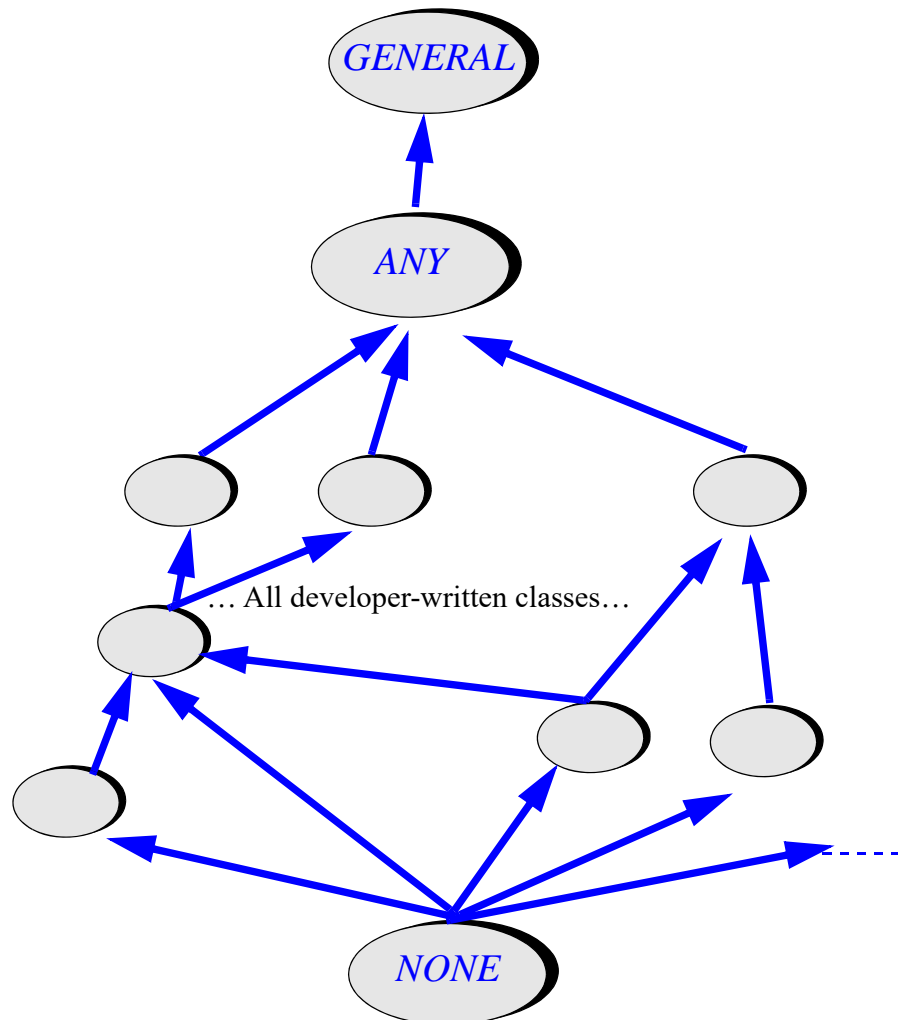 GENERAL
ANY
… All developer-written classes…
NONE